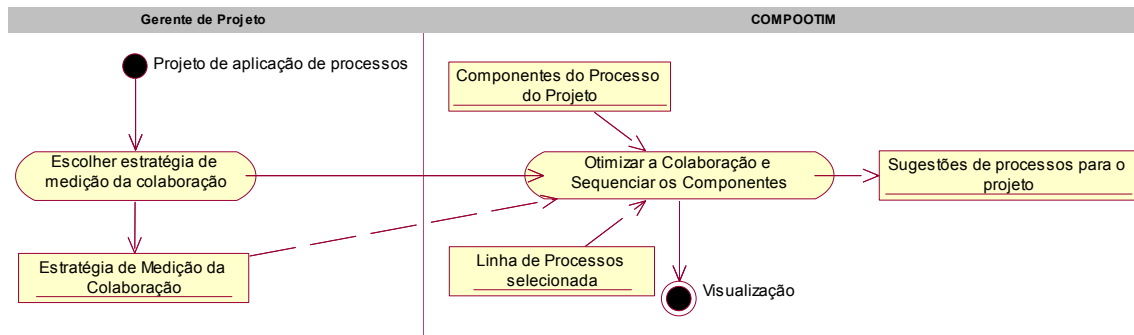 Gerente de Projeto
COMPOOTIM
Projeto de aplicação de processos
Componentes do Processo
do Projeto
Escolher estratégia de
medição da colaboração
Otimizar a Colaboração e
Sequenciar os Componentes
Sugestões de processos para o
projeto
Estratégia de Medição da
Colaboração
Linha de Processos
selecionada
Visualização